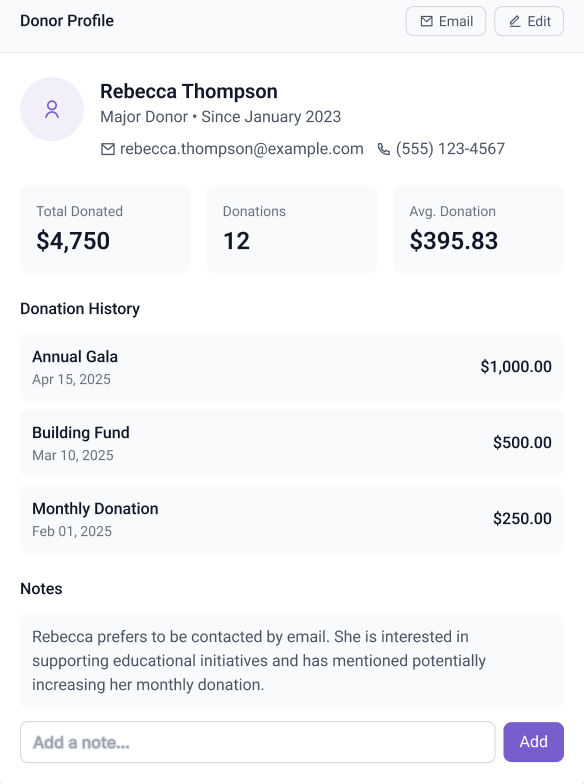 Donor Profile
Email
Edit
Rebecca Thompson
Major Donor • Since January 2023
rebecca.thompson@example.com
(555) 123-4567
Total Donated
$4,750
Donations
12
Avg. Donation
$395.83
Donation History
Annual Gala
Apr 15, 2025
$1,000.00
Building Fund
Mar 10, 2025
$500.00
Monthly Donation
Feb 01, 2025
$250.00
Notes
Rebecca prefers to be contacted by email. She is interested in
supporting educational initiatives and has mentioned potentially
increasing her monthly donation.
Add a note...
Add